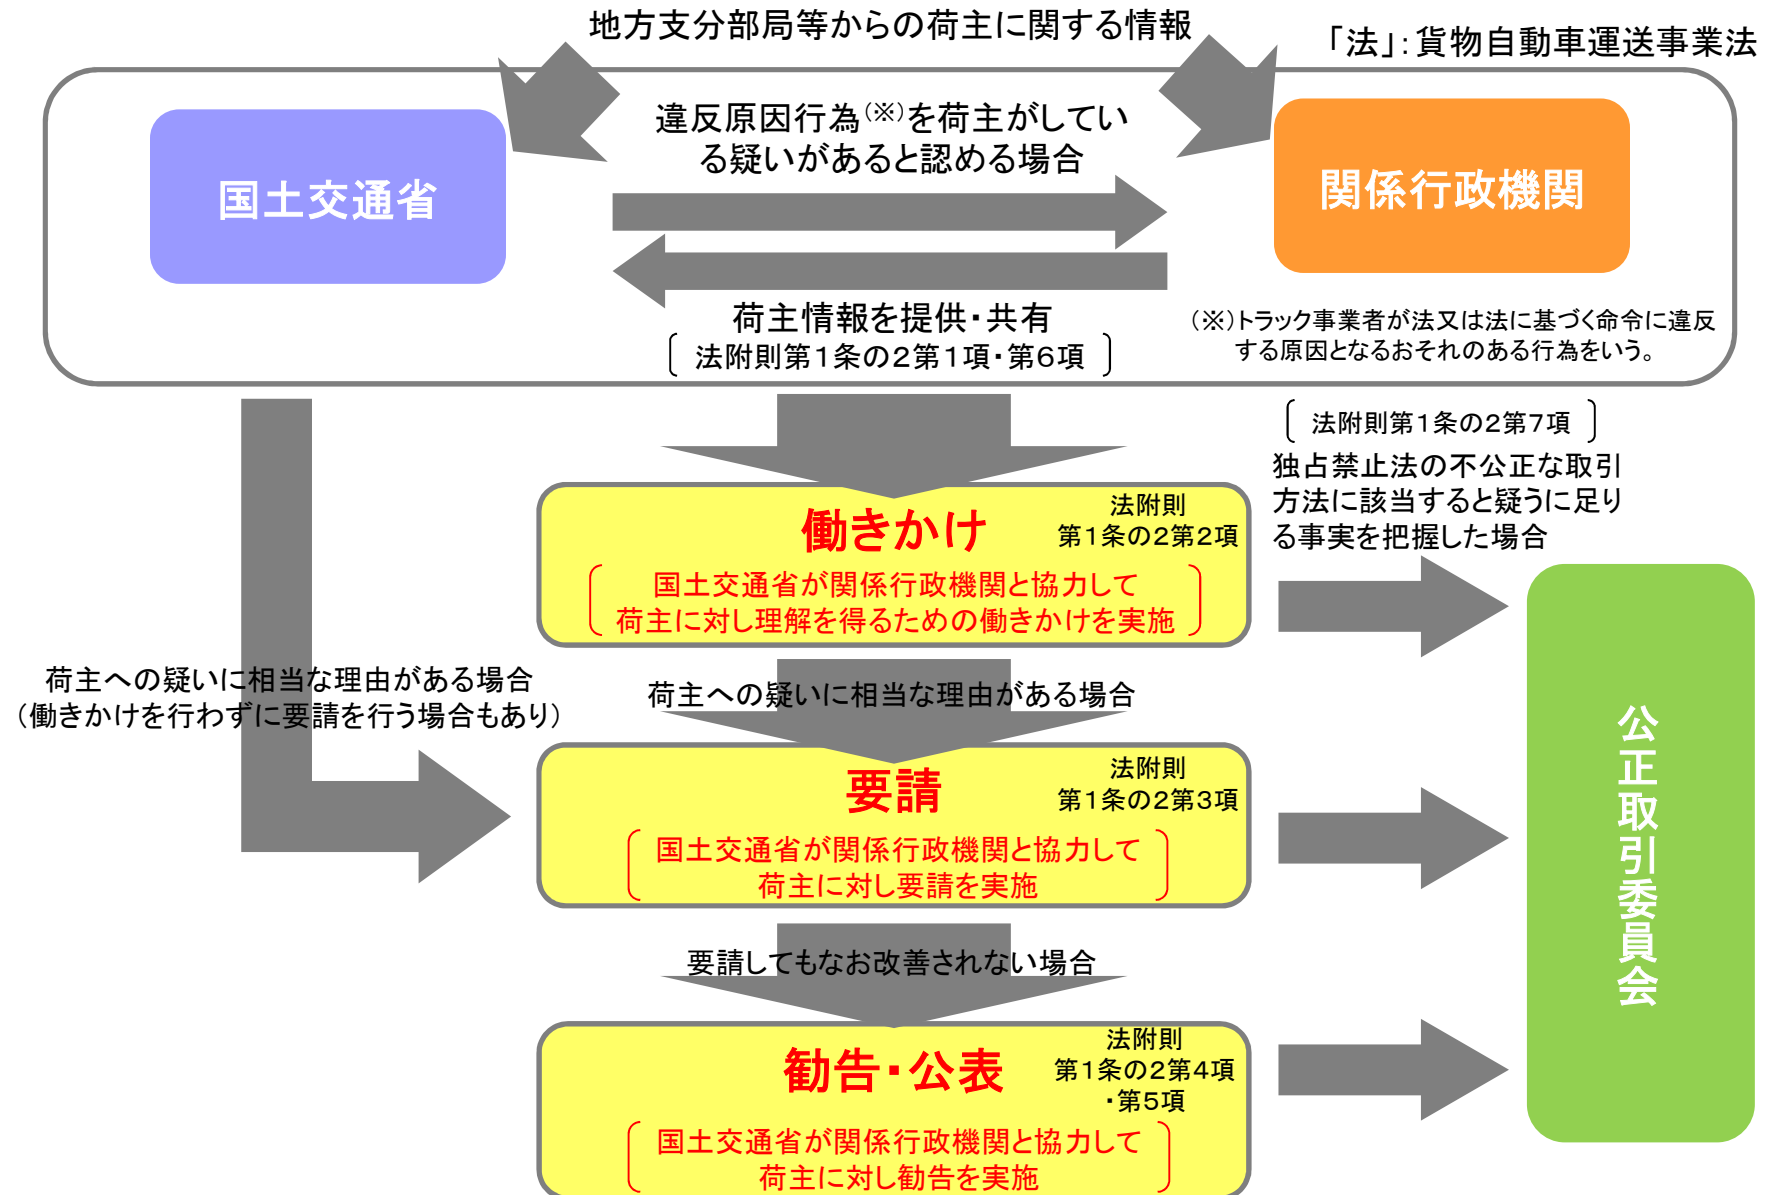 地方支分部局等からの荷主に関する情報
「法」：貨物自動車運送事業法
違反原因行為（※）を荷主がしてい
る疑いがあると認める場合
国土交通省
関係行政機関
荷主情報を提供・共有
法附則第１条の２第１項・第６項
（※）トラック事業者が法又は法に基づく命令に違反
する原因となるおそれのある行為をいう。
法附則第１条の２第７項
独占禁止法の不公正な取引
方法に該当すると疑うに足り
る事実を把握した場合
働きかけ
法附則
第１条の２第２項
国土交通省が関係行政機関と協力して
荷主に対し理解を得るための働きかけを実施
荷主への疑いに相当な理由がある場合
（働きかけを行わずに要請を行う場合もあり）
荷主への疑いに相当な理由がある場合
要請
法附則
第１条の２第３項
国土交通省が関係行政機関と協力して
荷主に対し要請を実施
要請してもなお改善されない場合
勧告・公表
法附則
第１条の２第４項
・第５項
国土交通省が関係行政機関と協力して
荷主に対し勧告を実施
公正取引委員会